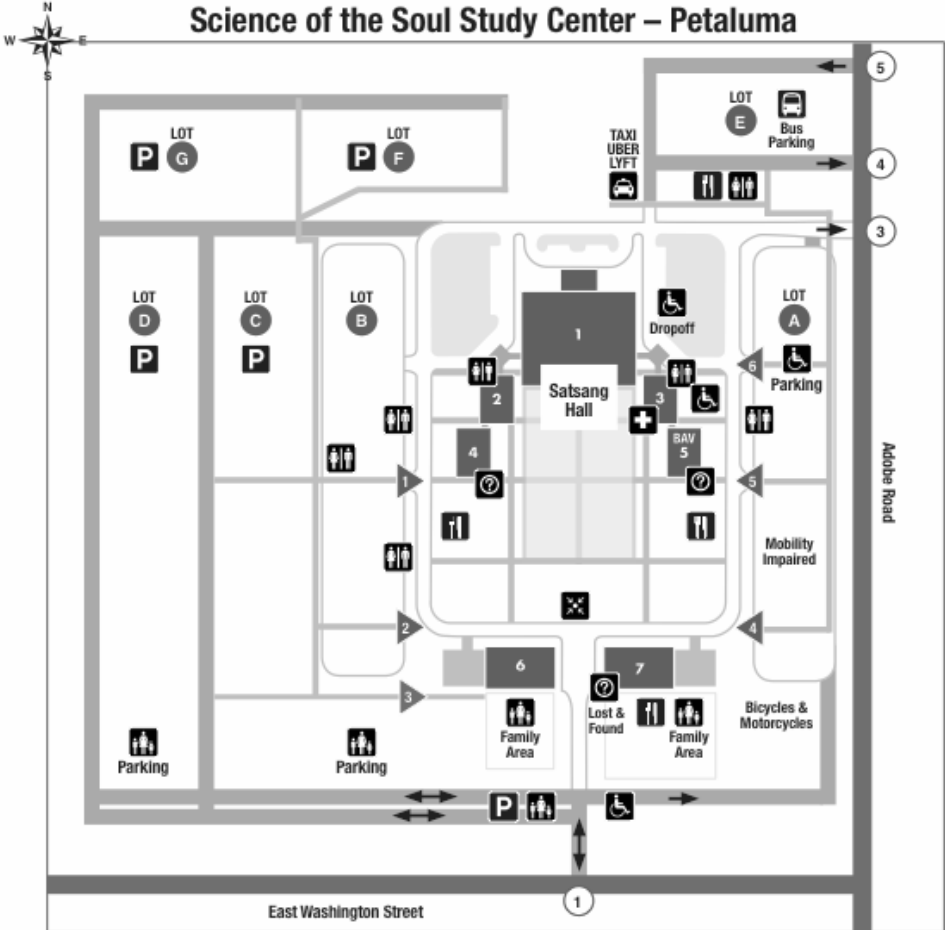 Science of the Soul Study Center – Petaluma
N
W
E
S
5
LOT
E
Bus
Parking
TAXI
UBER
LYFT
LOT
P
G
LOT
P
F
4
3
LOT
D
P
LOT
C
P
LOT
B
1
Dropoff
LOT
A
6
Parking
Satsang
Hall
2
3
4
BAV
5
?
?
1
5
Adobe Road
Mobility
Impaired
2
4
6
7
3
?
Lost &
Found
Family
Area
Family
Area
Bicycles &
Motorcycles
Parking
Parking
P
1
East Washington Street